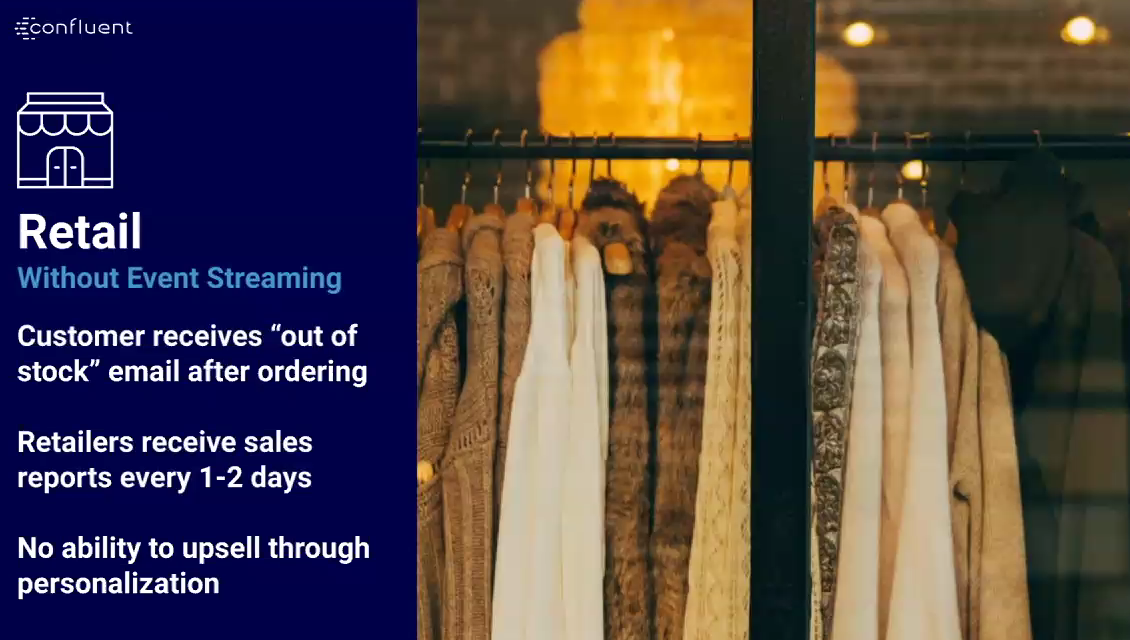 confluent
Retail
Without Event Streaming
Customer receives “out of
stock” email after ordering
Retailers receive sales
reports every 1-2 days
No ability to upsell through
personalization